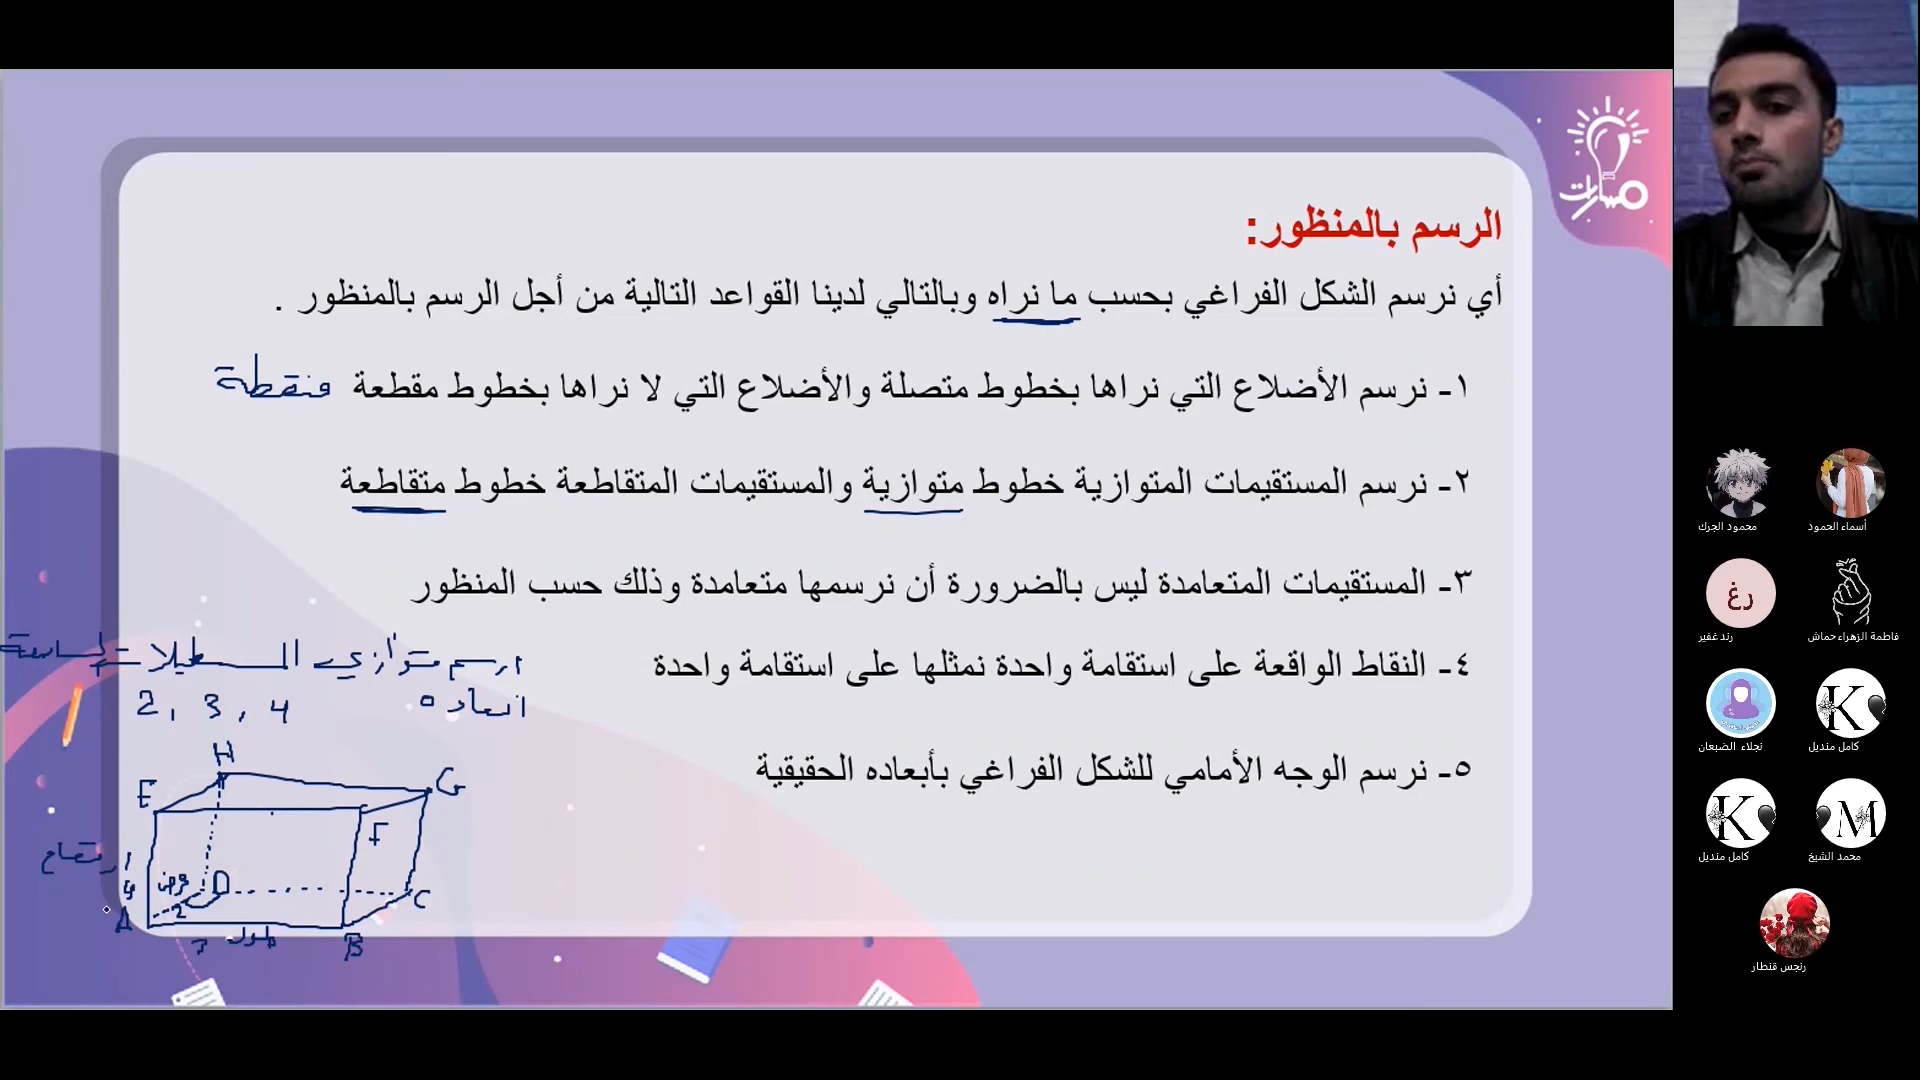 مسارات
الرسم بالمنظور:
أي نرسم الشكل الفراغي بحسب ما نراه وبالتالي لدينا القواعد التالية من أجل الرسم بالمنظور .
١- نرسم الأضلاع التي نراها بخطوط متصلة والأضلاع التي لا نراها بخطوط مقطعة منقطة
٢- نرسم المستقيمات المتوازية خطوط متوازية والمستقيمات المتقاطعة خطوط متقاطعة
٣- المستقيمات المتعامدة ليس بالضرورة أن نرسمها متعامدة وذلك حسب المنظور
٤- النقاط الواقعة على استقامة واحدة نمثلها على استقامة واحدة
٥- نرسم الوجه الأمامي للشكل الفراغي بأبعاده الحقيقية
ارسم متوازي المستطيلات
ابعاده 2, 3, 4
H
E
G
F
ارتفاع
4
عرض
D
2
C
A
B
طول
3
محمود الجرك
أسماء الحمود
رغ
رند غفير
فاطمة الزهراء حماش
نجلاء الضبعان
K
كامل منديل
K
كامل منديل
M
محمد الشيخ
رنجس قنطار